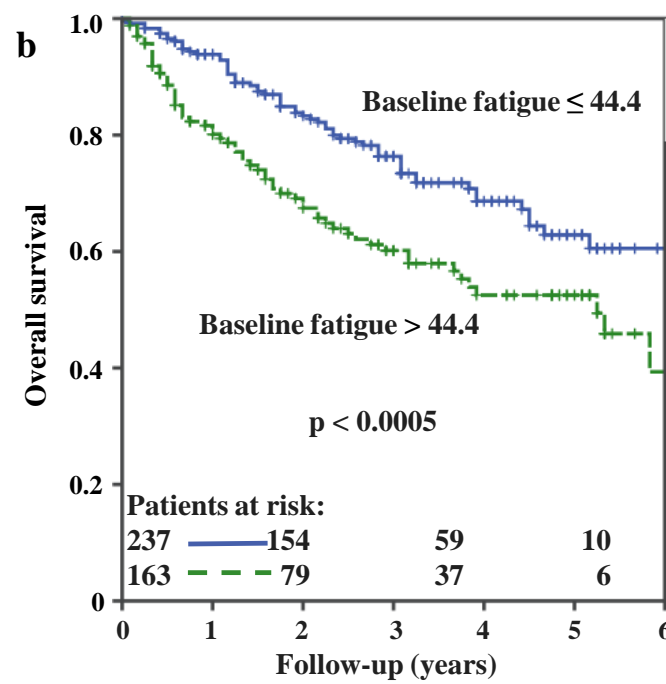 b
1.0
0.8
0.6
0.4
0.2
0
Overall survival
Baseline fatigue ≤ 44.4
Baseline fatigue > 44.4
p < 0.0005
Patients at risk:
237 154 59 10
163 79 37 6
0 1 2 3 4 5 6
Follow-up (years)